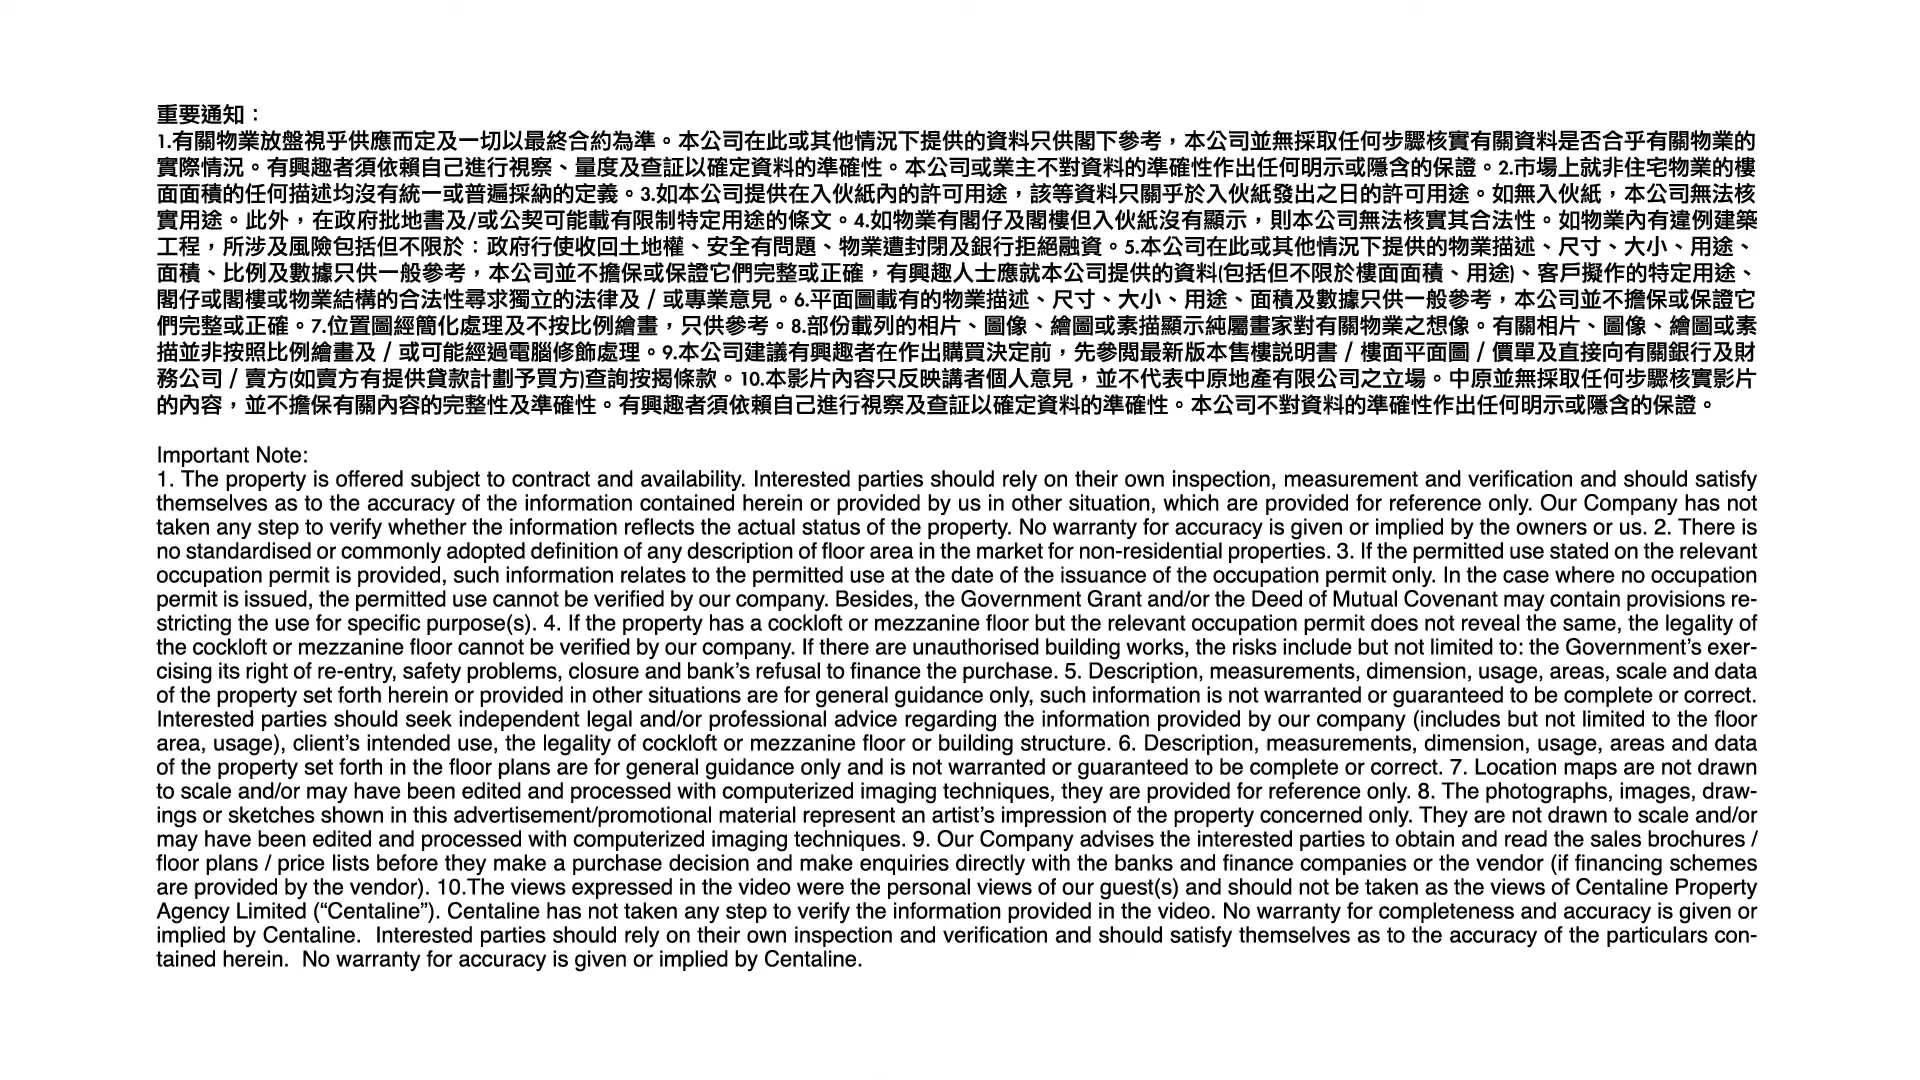 重要通知：
1.有關物業放盤視乎供應而定及一切以最終合約為準。本公司在此或其他情況下提供的資料只供閣下參考，本公司並無採取任何步驟核實有關資料是否合乎有關物業的
實際情況。有興趣者須依賴自己進行視察、量度及查証以確定資料的準確性。本公司或業主不對資料的準確性作出任何明示或隱含的保證。2.市場上就非住宅物業的樓
面面積的任何描述均沒有統一或普遍採納的定義。3.如本公司提供在入伙紙內的許可用途，該等資料只關乎於入伙紙發出之日的許可用途。如無入伙紙，本公司無法核
實用途。此外，在政府批地書及/或公契可能載有限制特定用途的條文。4.如物業有閣仔及閣樓但入伙紙沒有顯示，則本公司無法核實其合法性。如物業內有違例建築
工程，所涉及風險包括但不限於：政府行使收回土地權、安全有問題、物業遭封閉及銀行拒絕融資。5.本公司在此或其他情況下提供的物業描述、尺寸、大小、用途、
面積、比例及數據只供一般參考，本公司並不擔保或保證它們完整或正確，有興趣人士應就本公司提供的資料(包括但不限於樓面面積、用途)、客戶擬作的特定用途、
閣仔或閣樓或物業結構的合法性尋求獨立的法律及 / 或專業意見。6.平面圖載有的物業描述、尺寸、大小、用途、面積及數據只供一般參考，本公司並不擔保或保證它
們完整或正確。7.位置圖經簡化處理及不按比例繪畫，只供參考。8.部份載列的相片、圖像、繪圖或素描顯示純屬畫家對有關物業之想像。有關相片、圖像、繪圖或素
描並非按照比例繪畫及 / 或可能經過電腦修飾處理。9.本公司建議有興趣者在作出購買決定前，先參閱最新版本售樓說明書 / 樓面平面圖 / 價單及直接向有關銀行及財
務公司 / 賣方(如賣方有提供貸款計劃予買方)查詢按揭條款。10.本影片內容只反映講者個人意見，並不代表中原地產有限公司之立場。中原並無採取任何步驟核實影片
的內容，並不擔保有關內容的完整性及準確性。有興趣者須依賴自己進行視察及查証以確定資料的準確性。本公司不對資料的準確性作出任何明示或隱含的保證。
Important Note:
1. The property is offered subject to contract and availability. Interested parties should rely on their own inspection, measurement and verification and should satisfy
themselves as to the accuracy of the information contained herein or provided by us in other situation, which are provided for reference only. Our Company has not
taken any step to verify whether the information reflects the actual status of the property. No warranty for accuracy is given or implied by the owners or us. 2. There is
no standardised or commonly adopted definition of any description of floor area in the market for non-residential properties. 3. If the permitted use stated on the relevant
occupation permit is provided, such information relates to the permitted use at the date of the issuance of the occupation permit only. In the case where no occupation
permit is issued, the permitted use cannot be verified by our company. Besides, the Government Grant and/or the Deed of Mutual Covenant may contain provisions re-
stricting the use for specific purpose(s). 4. If the property has a cockloft or mezzanine floor but the relevant occupation permit does not reveal the same, the legality of
the cockloft or mezzanine floor cannot be verified by our company. If there are unauthorised building works, the risks include but not limited to: the Government’s exer-
cising its right of re-entry, safety problems, closure and bank’s refusal to finance the purchase. 5. Description, measurements, dimension, usage, areas, scale and data
of the property set forth herein or provided in other situations are for general guidance only, such information is not warranted or guaranteed to be complete or correct.
Interested parties should seek independent legal and/or professional advice regarding the information provided by our company (includes but not limited to the floor
area, usage), client’s intended use, the legality of cockloft or mezzanine floor or building structure. 6. Description, measurements, dimension, usage, areas and data
of the property set forth in the floor plans are for general guidance only and is not warranted or guaranteed to be complete or correct. 7. Location maps are not drawn
to scale and/or may have been edited and processed with computerized imaging techniques, they are provided for reference only. 8. The photographs, images, draw-
ings or sketches shown in this advertisement/promotional material represent an artist’s impression of the property concerned only. They are not drawn to scale and/or
may have been edited and processed with computerized imaging techniques. 9. Our Company advises the interested parties to obtain and read the sales brochures /
floor plans / price lists before they make a purchase decision and make enquiries directly with the banks and finance companies or the vendor (if financing schemes
are provided by the vendor). 10.The views expressed in the video were the personal views of our guest(s) and should not be taken as the views of Centaline Property
Agency Limited (“Centaline”). Centaline has not taken any step to verify the information provided in the video. No warranty for completeness and accuracy is given or
implied by Centaline.  Interested parties should rely on their own inspection and verification and should satisfy themselves as to the accuracy of the particulars con-
tained herein.  No warranty for accuracy is given or implied by Centaline.